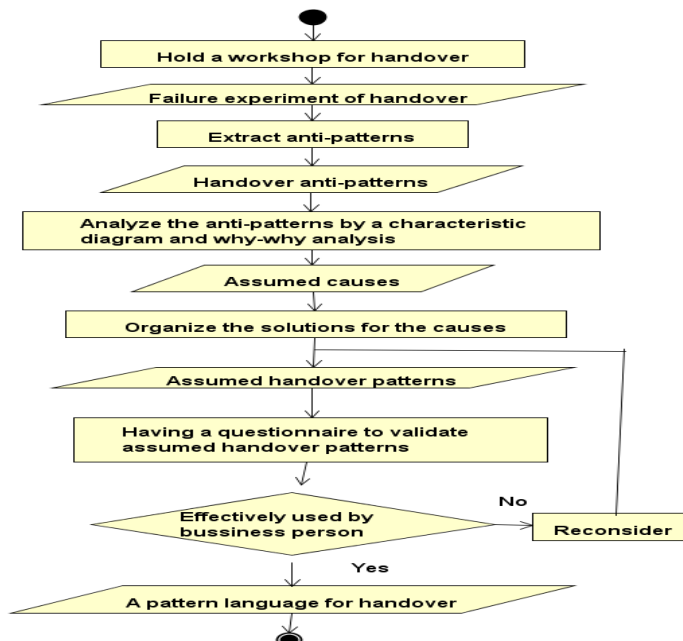 Hold a workshop for handover
Failure experiment of handover
Extract anti-patterns
Handover anti-patterns
Analyze the anti-patterns by a characteristic
diagram and why-why analysis
Assumed causes
Organize the solutions for the causes
Assumed handover patterns
Having a questionnaire to validate
assumed handover patterns
Effectively used by
bussiness person
No
Reconsider
Yes
A pattern language for handover